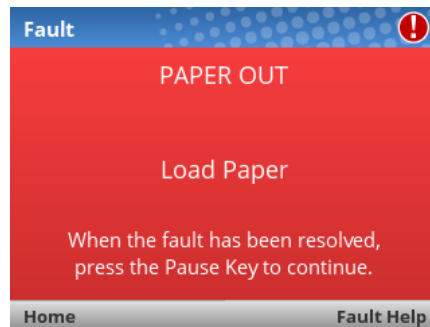 Fault
PAPER OUT
Load Paper
When the fault has been resolved,
press the Pause Key to continue.
Home Fault Help